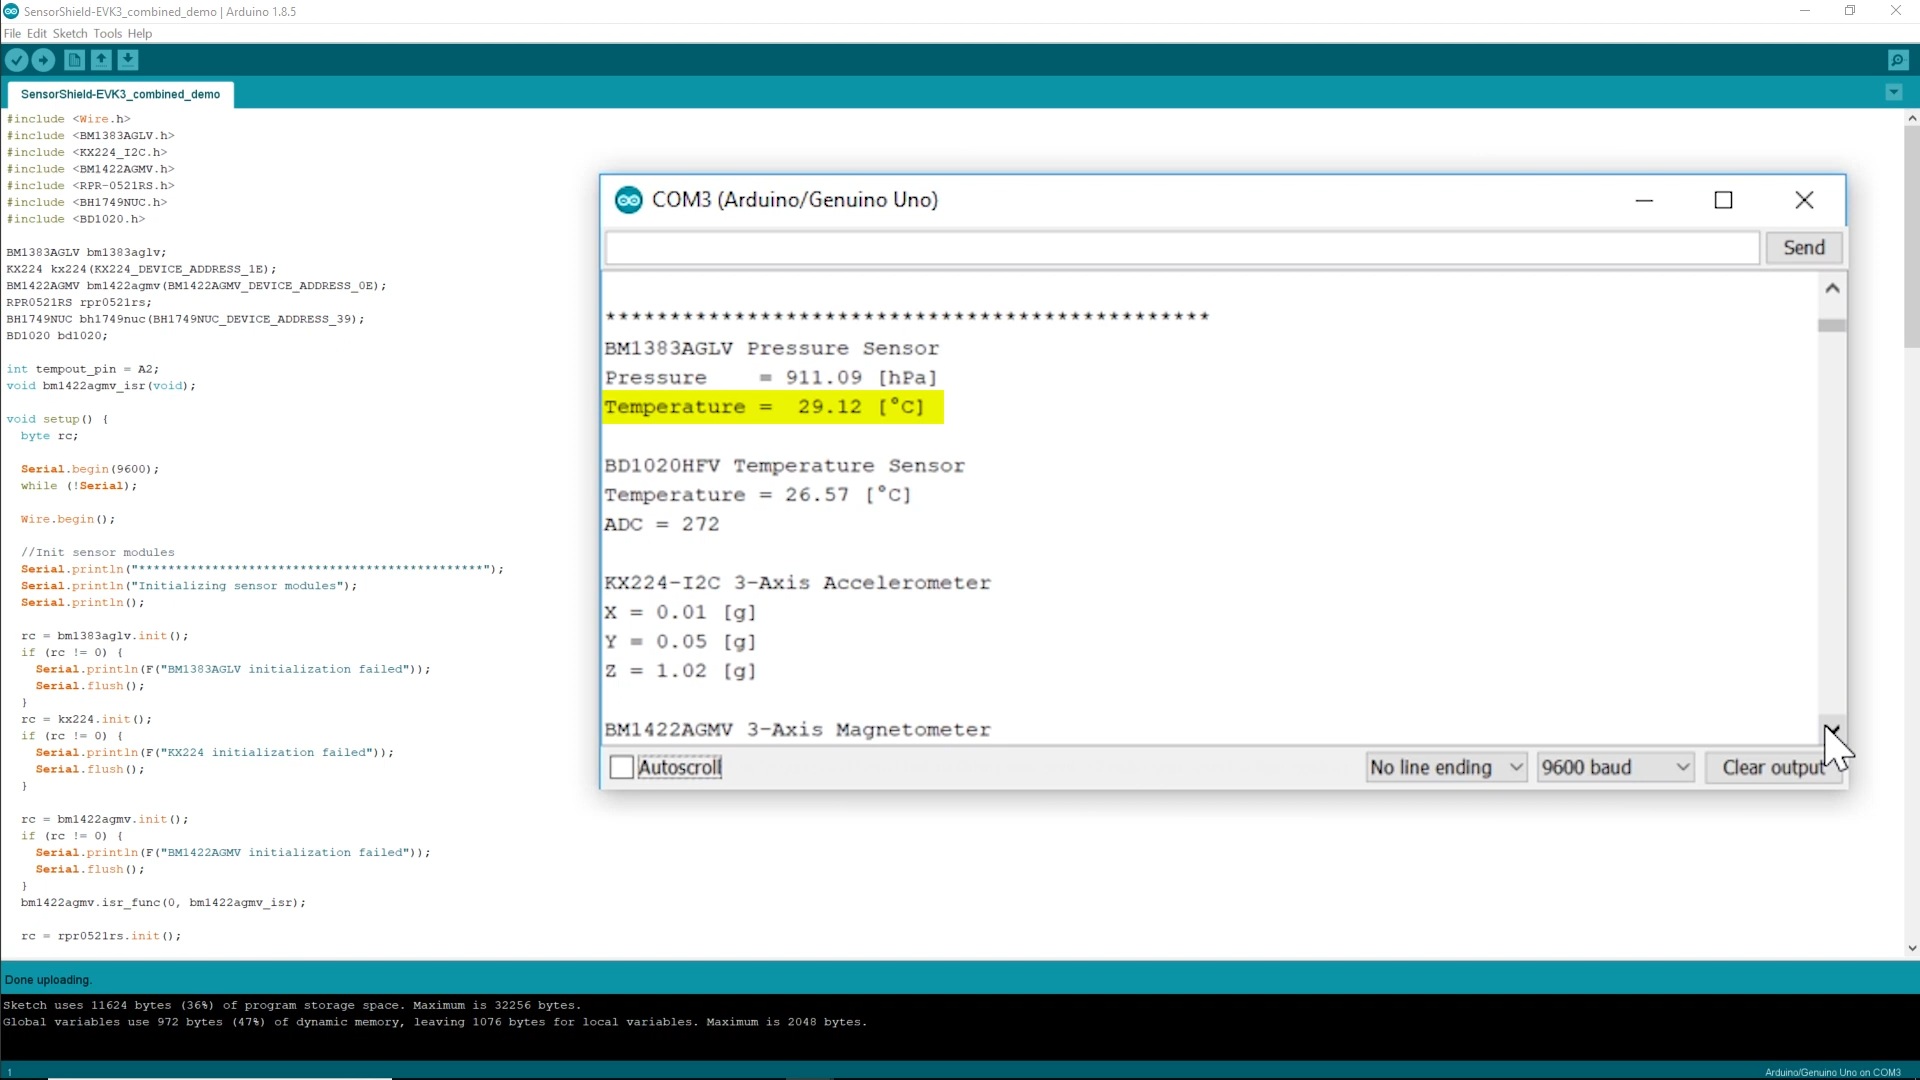 SensorShield-EVK3_combined_demo | Arduino 1.8.5
File Edit Sketch Tools Help
SensorShield-EVK3_combined_demo
#include <Wire.h>
#include <BM1383AGLV.h>
#include <KX224_I2C.h>
#include <BM1422AGMV.h>
#include <RPR-0521RS.h>
#include <BH1749NUC.h>
#include <BD1020.h>
BM1383AGLV bm1383aglv;
KX224 kx224(KX224_DEVICE_ADDRESS_1E);
BM1422AGMV bm1422agmv(BM1422AGMV_DEVICE_ADDRESS_0E);
RPR0521RS rpr0521rs;
BH1749NUC bh1749nuc(BH1749NUC_DEVICE_ADDRESS_39);
BD1020 bd1020;
int tempout_pin = A2;
void bm1422agmv_isr(void);
void setup() {
byte rc;
Serial.begin(9600);
while (!Serial);
Wire.begin();
//Init sensor modules
Serial.println("***********************************************");
Serial.println("Initializing sensor modules");
Serial.println();
rc = bm1383aglv.init();
if (rc != 0) {
Serial.println(F("BM1383AGLV initialization failed"));
Serial.flush();
}
rc = kx224.init();
if (rc != 0) {
Serial.println(F("KX224 initialization failed"));
Serial.flush();
}
rc = bm1422agmv.init();
if (rc != 0) {
Serial.println(F("BM1422AGMV initialization failed"));
Serial.flush();
}
bm1422agmv.isr_func(0, bm1422agmv_isr);
rc = rpr0521rs.init();
COM3 (Arduino/Genuino Uno)
Send
***********************************************
BM1383AGLV Pressure Sensor
Pressure    = 911.09 [hPa]
Temperature =  29.12 [°C]
BD1020HFV Temperature Sensor
Temperature = 26.57 [°C]
ADC = 272
KX224-I2C 3-Axis Accelerometer
X = 0.01 [g]
Y = 0.05 [g]
Z = 1.02 [g]
BM1422AGMV 3-Axis Magnetometer
Autoscroll
No line ending
9600 baud
Clear output
Done uploading.
Sketch uses 11624 bytes (36%) of program storage space. Maximum is 32256 bytes.
Global variables use 972 bytes (47%) of dynamic memory, leaving 1076 bytes for local variables. Maximum is 2048 bytes.
1
Arduino/Genuino Uno on COM3